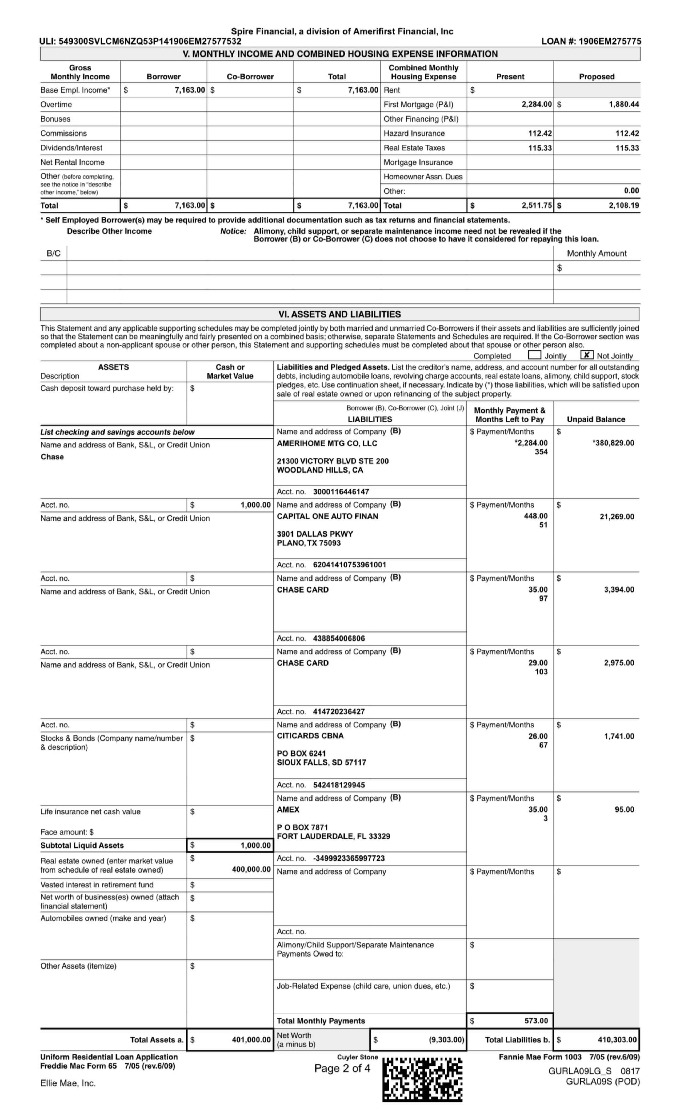 Spire Financial, a division of Amerifirst Financial, Inc
ULI: 549300SVLCM6NZQ53P141906EM27577532 LOAN #: 1906EM275775
V. MONTHLY INCOME AND COMBINED HOUSING EXPENSE INFORMATION
Gross Monthly Income Borrower Co-Borrower Total Combined Monthly Housing Expense Present Proposed
Base Empl. Income* $ 7,163.00 $ $ 7,163.00 Rent $
Overtime First Mortgage (P&I) 2,284.00 $ 1,880.44
Bonuses Other Financing (P&I)
Commissions Hazard Insurance 112.42 112.42
Dividends/Interest Real Estate Taxes 115.33 115.33
Net Rental Income Mortgage Insurance
Other (before completing, see the notice in "describe other income," below) Homeowner Assn. Dues
Other: 0.00
Total $ 7,163.00 $ $ 7,163.00 Total $ 2,511.75 $ 2,108.19
* Self Employed Borrower(s) may be required to provide additional documentation such as tax returns and financial statements.
Describe Other Income Notice: Alimony, child support, or separate maintenance income need not be revealed if the
Borrower (B) or Co-Borrower (C) does not choose to have it considered for repaying this loan.
B/C Monthly Amount
$
VI. ASSETS AND LIABILITIES
This Statement and any applicable supporting schedules may be completed jointly by both married and unmarried Co-Borrowers if their assets and liabilities are sufficiently joined
so that the Statement can be meaningfully and fairly presented on a combined basis; otherwise, separate Statements and Schedules are required. If the Co-Borrower section was
completed about a non-applicant spouse or other person, this Statement and supporting schedules must be completed about that spouse or other person also.
Completed Jointly X Not Jointly
ASSETS
Description
Cash or Market Value
Cash deposit toward purchase held by: $
Liabilities and Pledged Assets. List the creditor's name, address, and account number for all outstanding
debts, including automobile loans, revolving charge accounts, real estate loans, alimony, child support, stock
pledges, etc. Use continuation sheet, if necessary. Indicate by (*) those liabilities, which will be satisfied upon
sale of real estate owned or upon refinancing of the subject property.
Borrower (B), Co-Borrower (C), Joint (J)
LIABILITIES
Monthly Payment & Months Left to Pay
Unpaid Balance
List checking and savings accounts below
Name and address of Bank, S&L, or Credit Union
Chase
Name and address of Company (B) $ Payment/Months $
AMERIHOME MTG CO, LLC *2,284.00 *380,829.00
354
21300 VICTORY BLVD STE 200
WOODLAND HILLS, CA
Acct. no. 3000116446147
Acct. no. $ 1,000.00
Name and address of Bank, S&L, or Credit Union
Name and address of Company (B) $ Payment/Months $
CAPITAL ONE AUTO FINAN 448.00 21,269.00
51
3901 DALLAS PKWY
PLANO, TX 75093
Acct. no. 62041410753961001
Acct. no. $
Name and address of Bank, S&L, or Credit Union
Name and address of Company (B) $ Payment/Months $
CHASE CARD 35.00 3,394.00
97
Acct. no. 438854006806
Acct. no. $
Name and address of Bank, S&L, or Credit Union
Name and address of Company (B) $ Payment/Months $
CHASE CARD 29.00 2,975.00
103
Acct. no. 414720236427
Acct. no. $
Stocks & Bonds (Company name/number & description) $
Name and address of Company (B) $ Payment/Months $
CITICARDS CBNA 26.00 1,741.00
67
PO BOX 6241
SIOUX FALLS, SD 57117
Acct. no. 542418129945
Life insurance net cash value $
Face amount: $
Name and address of Company (B) $ Payment/Months $
AMEX 35.00 95.00
3
P O BOX 7871
FORT LAUDERDALE, FL 33329
Acct. no. -3499923365997723
Subtotal Liquid Assets $ 1,000.00
Real estate owned (enter market value from schedule of real estate owned) $ 400,000.00
Vested interest in retirement fund $
Net worth of business(es) owned (attach financial statement) $
Automobiles owned (make and year) $
Name and address of Company $ Payment/Months $
Acct. no.
Alimony/Child Support/Separate Maintenance Payments Owed to: $
Other Assets (itemize) $
Job-Related Expense (child care, union dues, etc.) $
Total Monthly Payments $ 573.00
Total Assets a. $ 401,000.00 Net Worth (a minus b) $ (9,303.00) Total Liabilities b. $ 410,303.00
Uniform Residential Loan Application
Freddie Mac Form 65 7/05 (rev.6/09)
Cuyler Stone
Page 2 of 4
Fannie Mae Form 1003 7/05 (rev.6/09)
Ellie Mae, Inc.
GURLA09LG_S 0817
GURLA09S (POD)